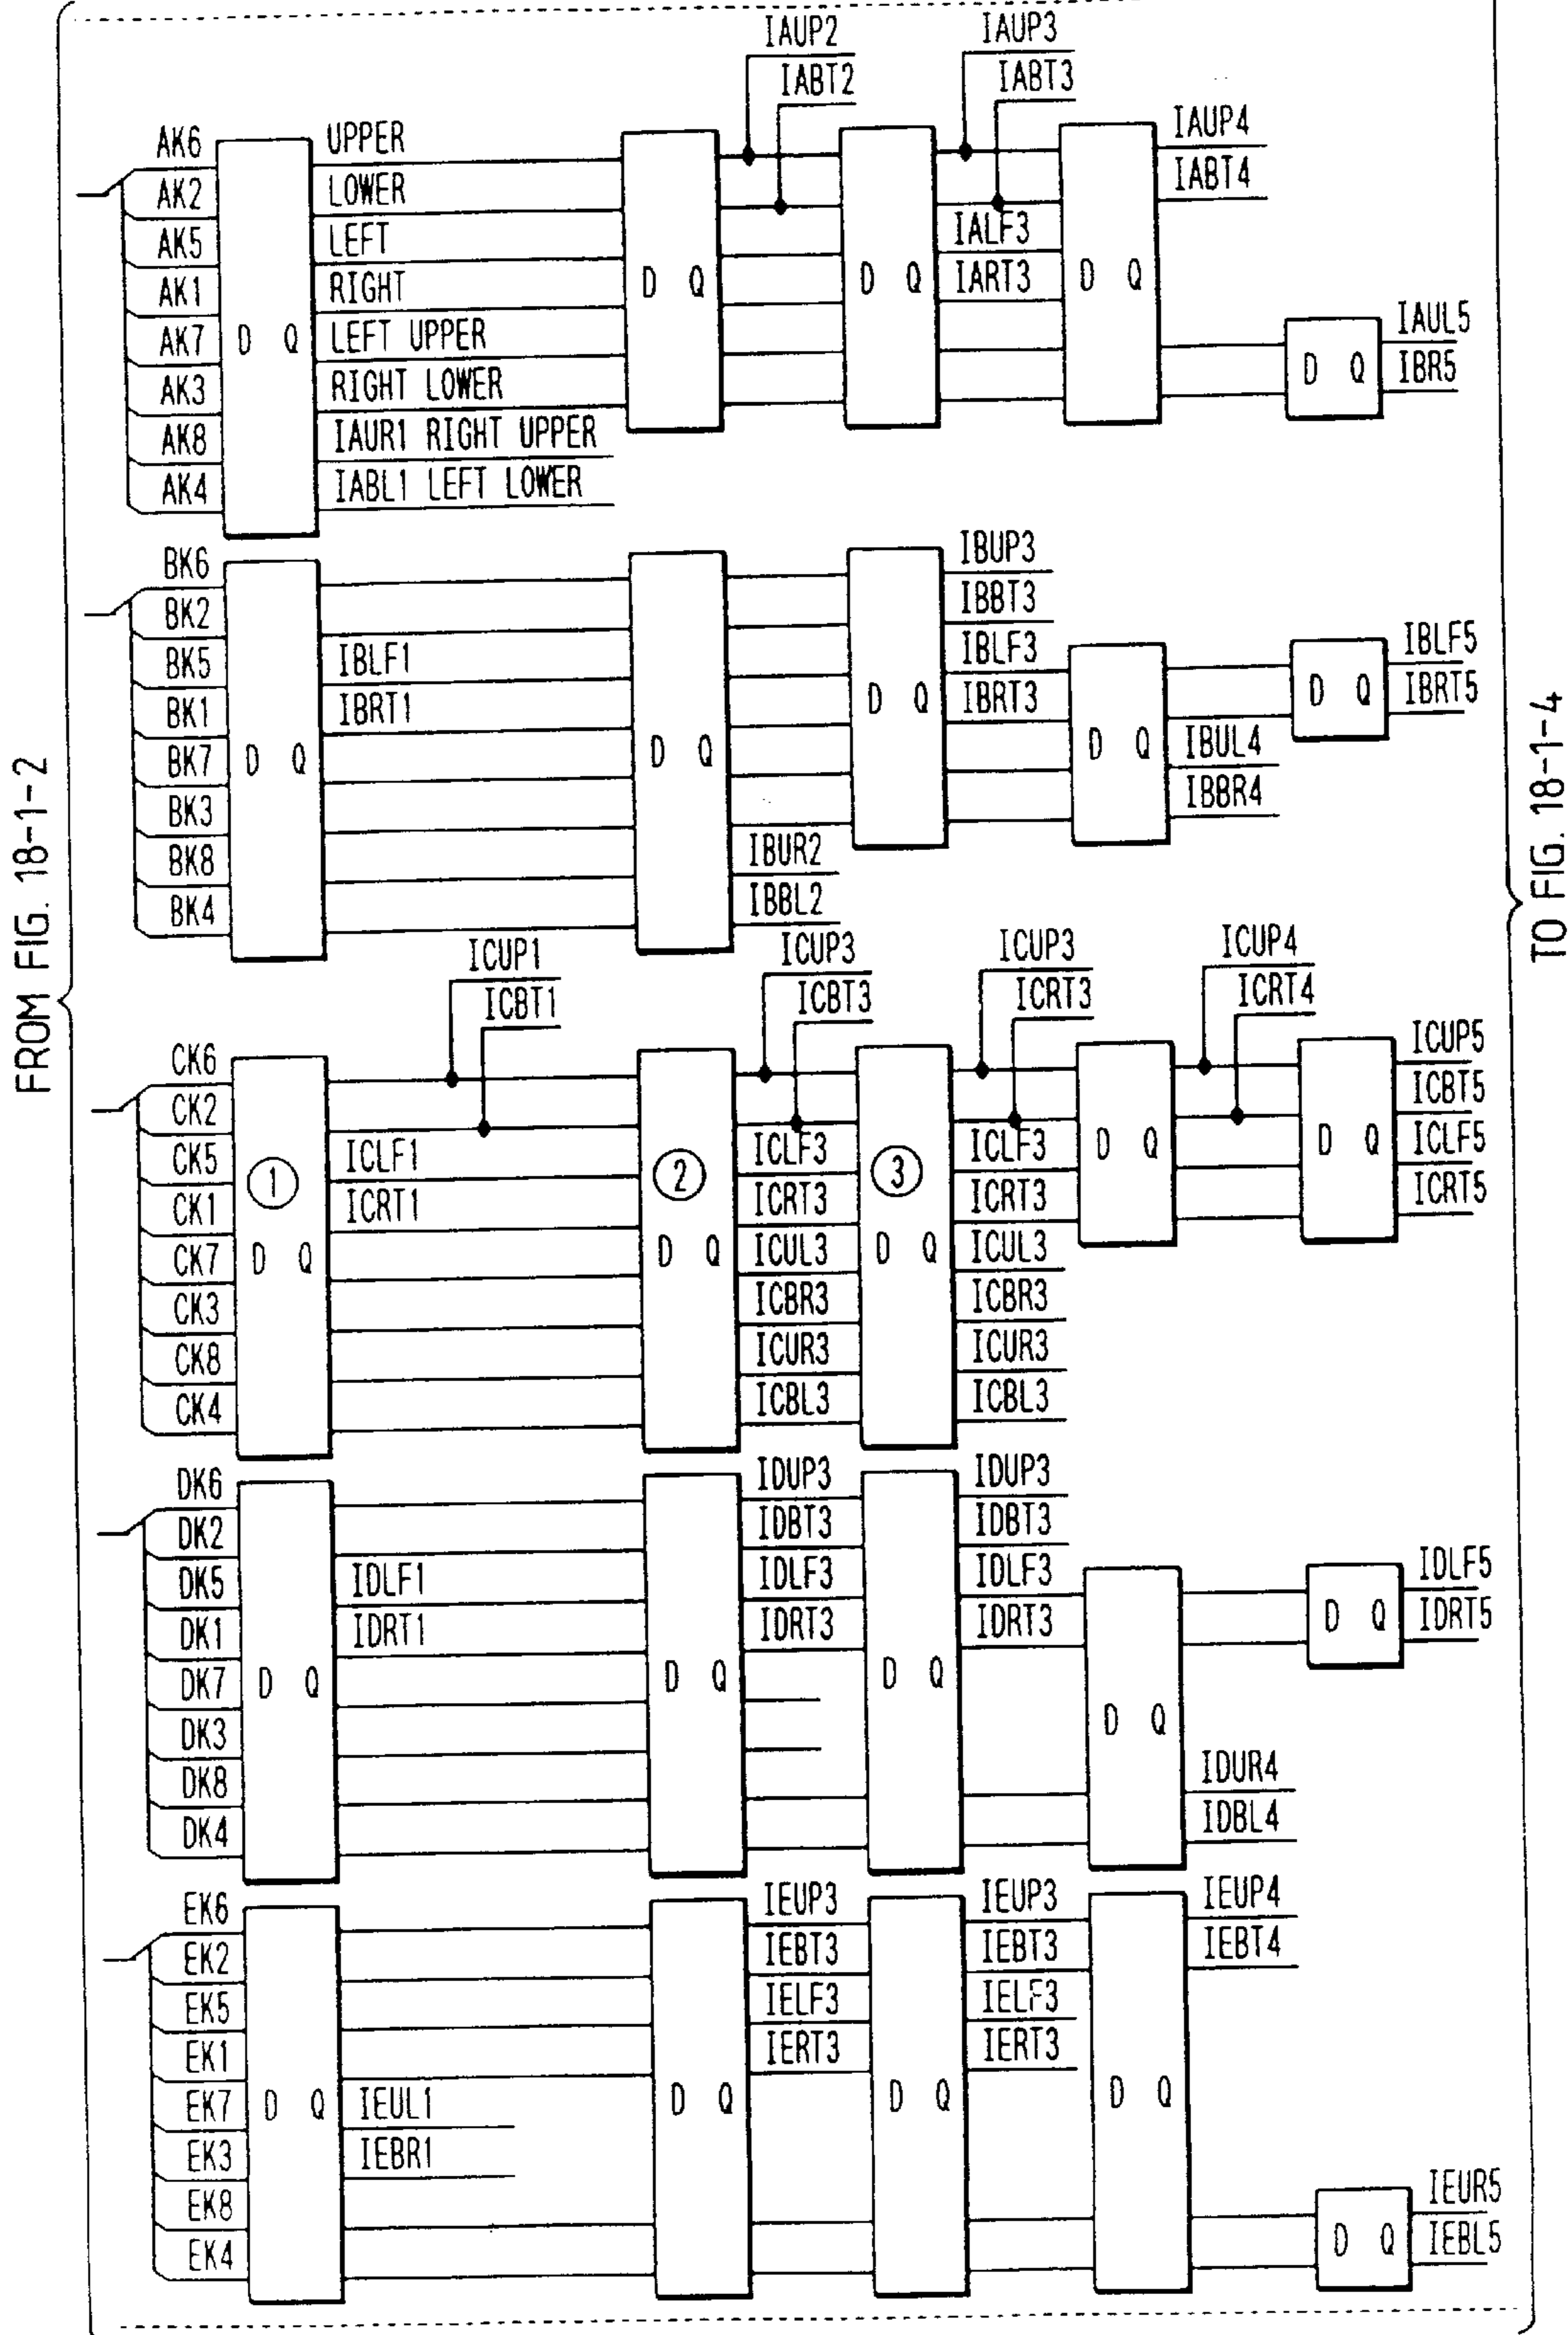 FROM FIG. 18-1-2
TO FIG. 18-1-4
IAUP2
IABT2
IAUP3
IABT3
IAUP4
IABT4
AK6
AK2
AK5
AK1
AK7
AK3
AK8
AK4
D Q
UPPER
LOWER
LEFT
RIGHT
LEFT UPPER
RIGHT LOWER
IAUR1 RIGHT UPPER
IABL1 LEFT LOWER
D Q
D Q
IALF3
IART3
D Q
D Q
IAUL5
IBR5
BK6
BK2
BK5
BK1
BK7
BK3
BK8
BK4
D Q
IBLF1
IBRT1
D Q
IBUR2
IBBL2
D Q
IBUP3
IBBT3
IBLF3
IBRT3
D Q
IBUL4
IBBR4
D Q
IBLF5
IBRT5
ICUP1
ICBT1
ICUP3
ICBT3
ICUP3
ICRT3
ICUP4
ICRT4
CK6
CK2
CK5
CK1
CK7
CK3
CK8
CK4
1
D Q
ICLF1
ICRT1
2
D Q
ICLF3
ICRT3
ICUL3
ICBR3
ICUR3
ICBL3
3
D Q
ICLF3
ICRT3
ICUL3
ICBR3
ICUR3
ICBL3
D Q
D Q
ICUP5
ICBT5
ICLF5
ICRT5
DK6
DK2
DK5
DK1
DK7
DK3
DK8
DK4
D Q
IDLF1
IDRT1
D Q
IDUP3
IDBT3
IDLF3
IDRT3
D Q
IDUP3
IDBT3
IDLF3
IDRT3
D Q
IDUR4
IDBL4
D Q
IDLF5
IDRT5
EK6
EK2
EK5
EK1
EK7
EK3
EK8
EK4
D Q
IEUL1
IEBR1
D Q
IEUP3
IEBT3
IELF3
IERT3
D Q
IEUP3
IEBT3
IELF3
IERT3
D Q
IEUP4
IEBT4
D Q
IEUR5
IEBL5